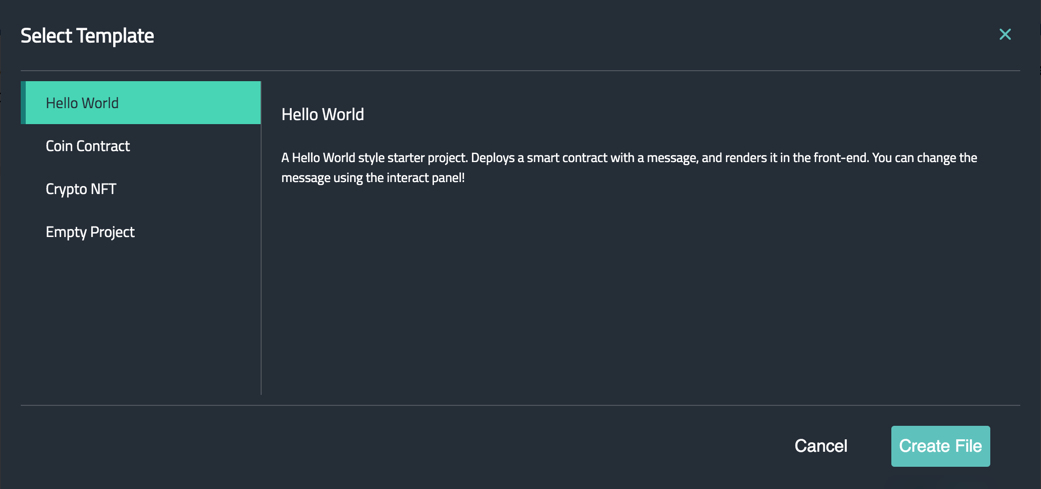 Select Template
Hello World
Coin Contract
Crypto NFT
Empty Project
Hello World
A Hello World style starter project. Deploys a smart contract with a message, and renders it in the front-end. You can change the
message using the interact panel!
Cancel
Create File